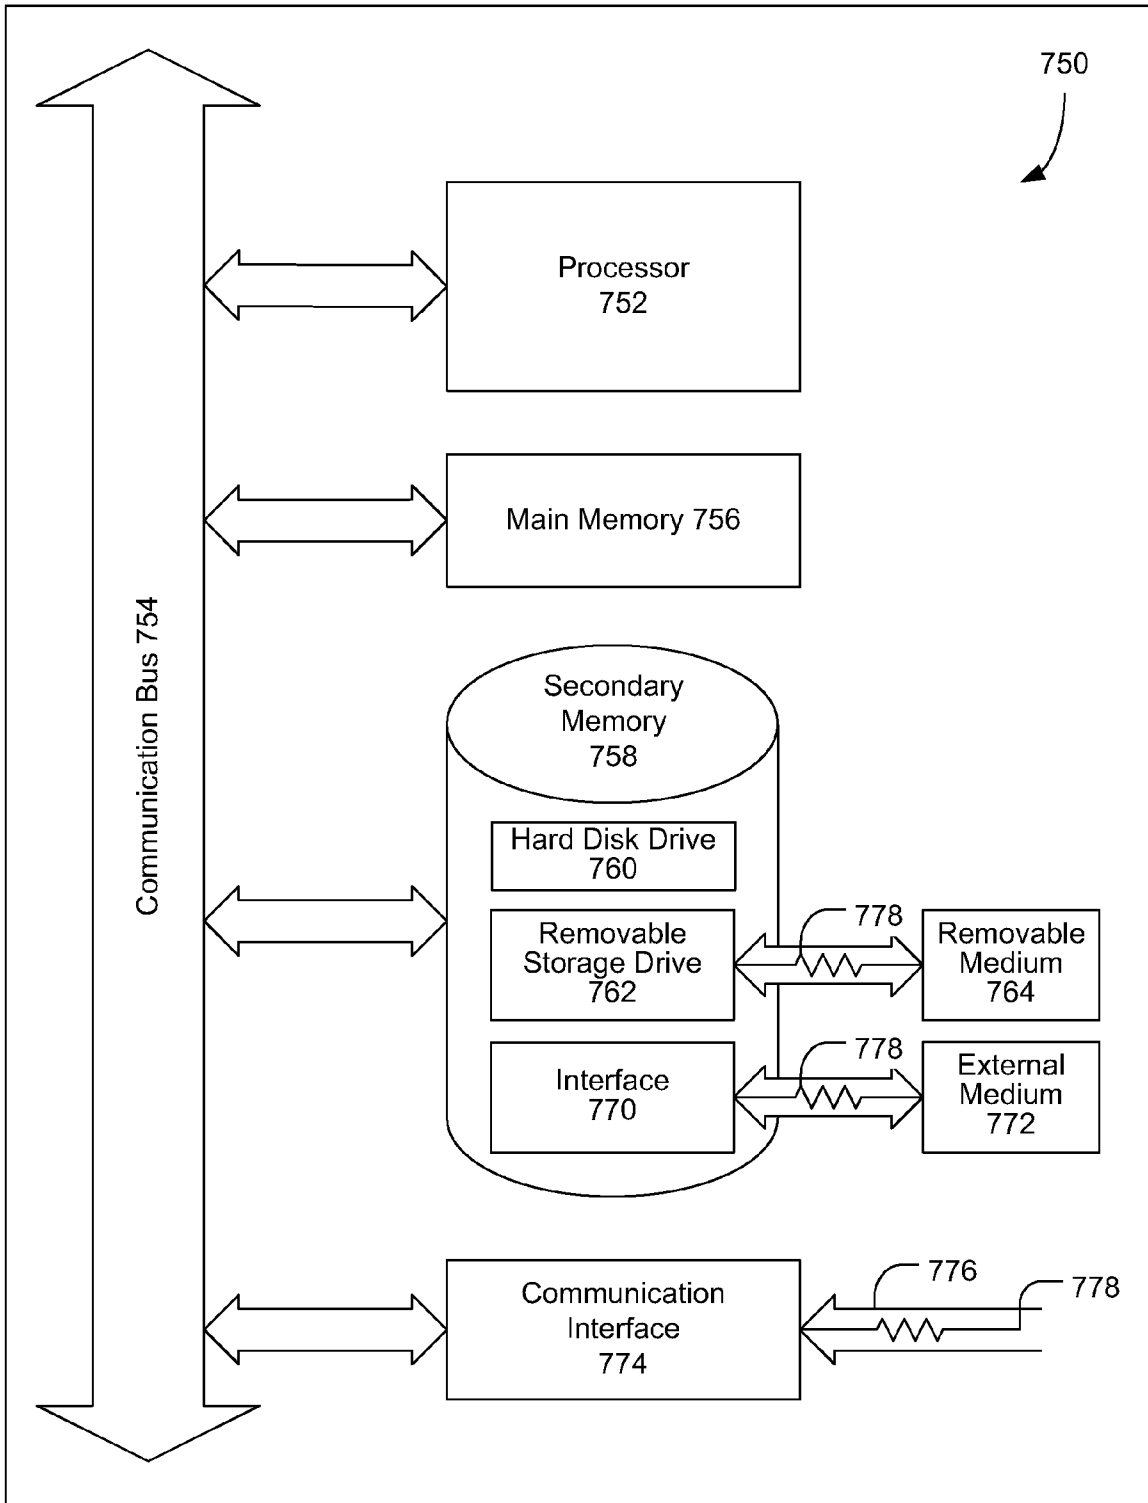 750
Processor
752
Main Memory 756
Communication Bus 754
Secondary
Memory
758
Hard Disk Drive
760
Removable
Storage Drive
762
778
Removable
Medium
764
Interface
770
778
External
Medium
772
Communication
Interface
774
776
778